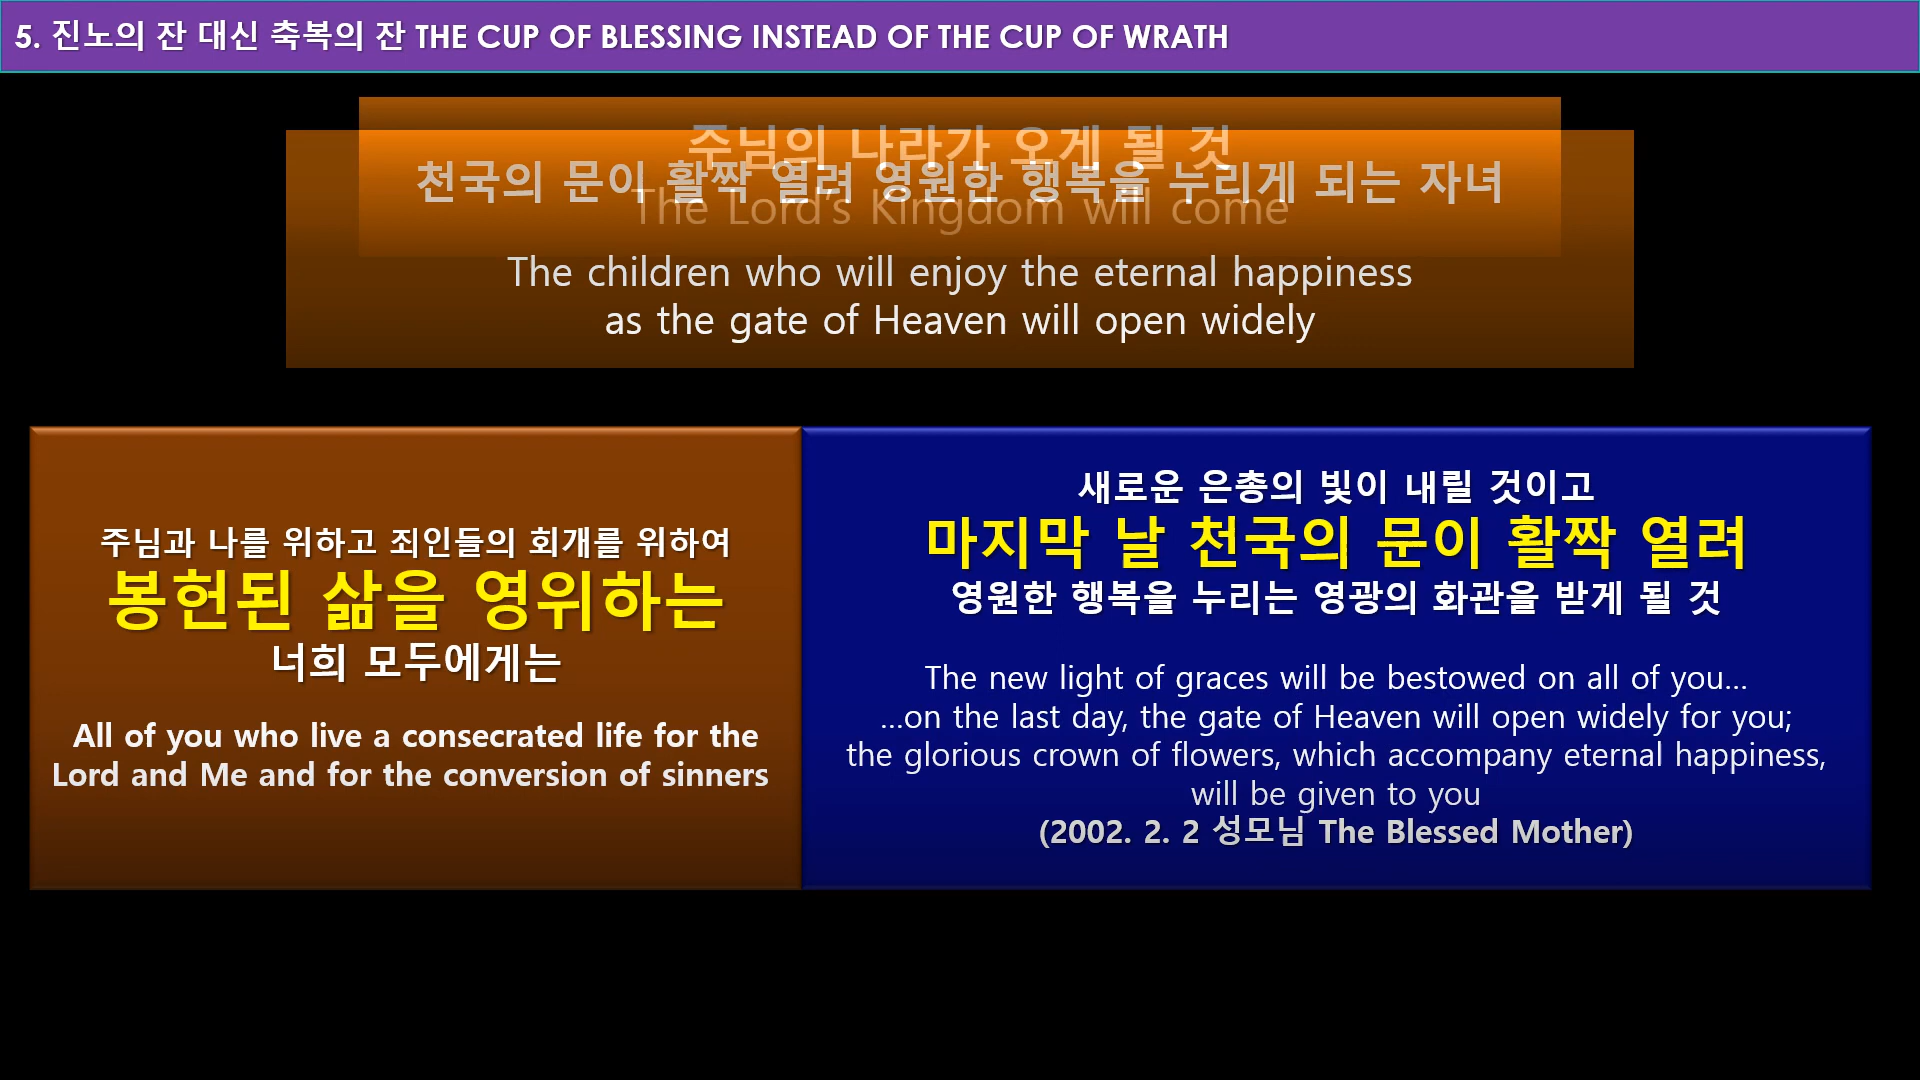 5. 진노의 잔 대신 축복의 잔 THE CUP OF BLESSING INSTEAD OF THE CUP OF WRATH
주님의 나라가 오게 될 것
천국의 문이 활짝 열려 영원한 행복을 누리게 되는 자녀
The Lord's Kingdom will come
The children who will enjoy the eternal happiness
as the gate of Heaven will open widely
주님과 나를 위하고 죄인들의 회개를 위하여
봉헌된 삶을 영위하는
너희 모두에게는
All of you who live a consecrated life for the
Lord and Me and for the conversion of sinners
새로운 은총의 빛이 내릴 것이고
마지막 날 천국의 문이 활짝 열려
영원한 행복을 누리는 영광의 화관을 받게 될 것
The new light of graces will be bestowed on all of you...
...on the last day, the gate of Heaven will open widely for you;
the glorious crown of flowers, which accompany eternal happiness,
will be given to you
(2002. 2. 2 성모님 The Blessed Mother)